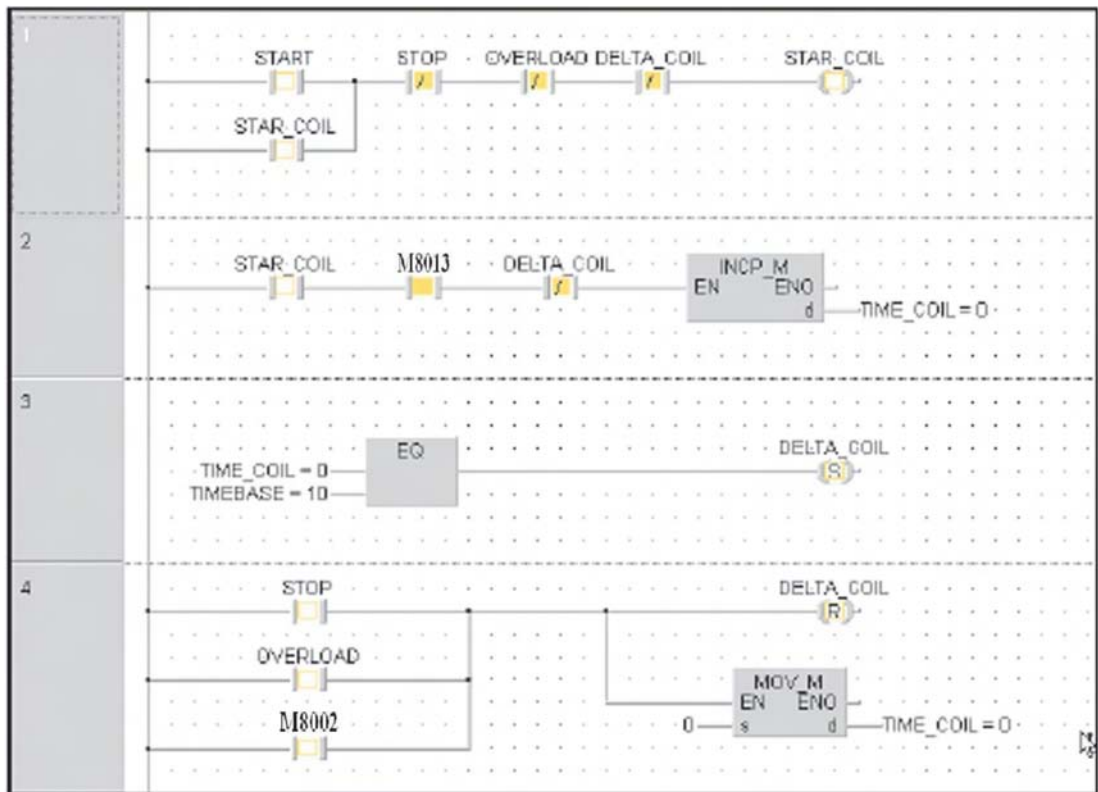 1
START STOP OVERLOAD DELTA_COIL STAR_COIL
STAR_COIL
2
STAR_COIL M8013 DELTA_COIL
INCP_M
EN ENO
d TIME_COIL = 0
3
EQ DELTA_COIL
TIME_COIL = 0 S
TIMEBASE = 10
4
STOP DELTA_COIL
R
OVERLOAD
MOV_M
EN ENO
M8002
0 s d TIME_COIL = 0